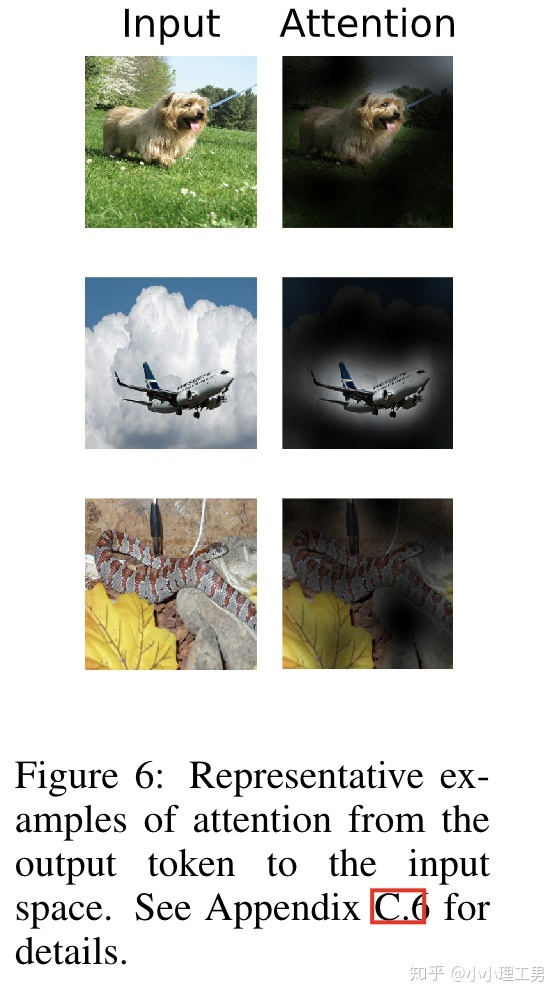 Input Attention
Figure 6: Representative ex-
amples of attention from the
output token to the input
space. See Appendix C.6 for
details.
知乎 @小小理工男